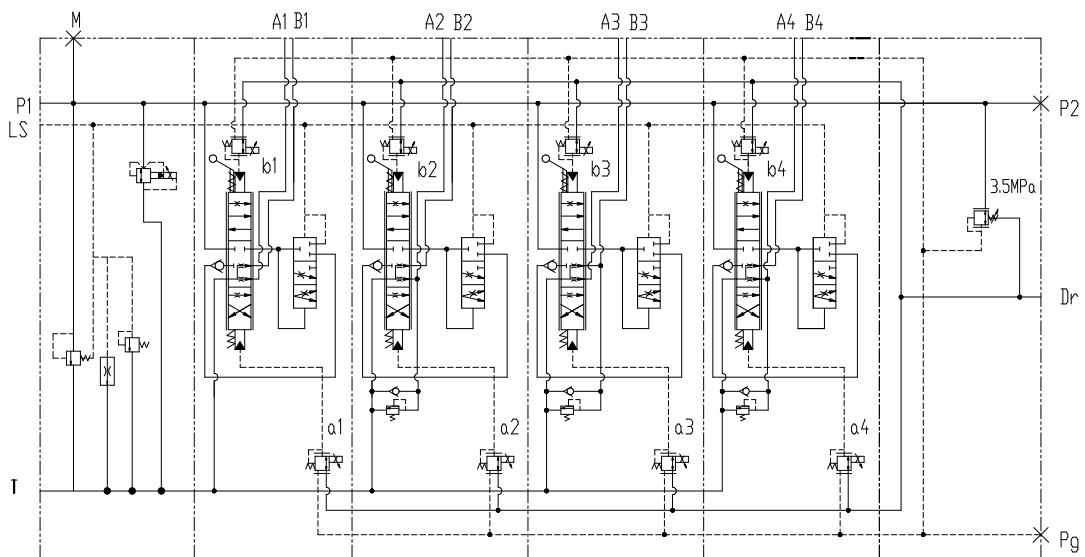 M A1 B1 A2 B2 A3 B3 A4 B4
P1 P2
LS
b1 b2 b3 b4
3.5MPa
Dr
a1 a2 a3 a4
T
Pg